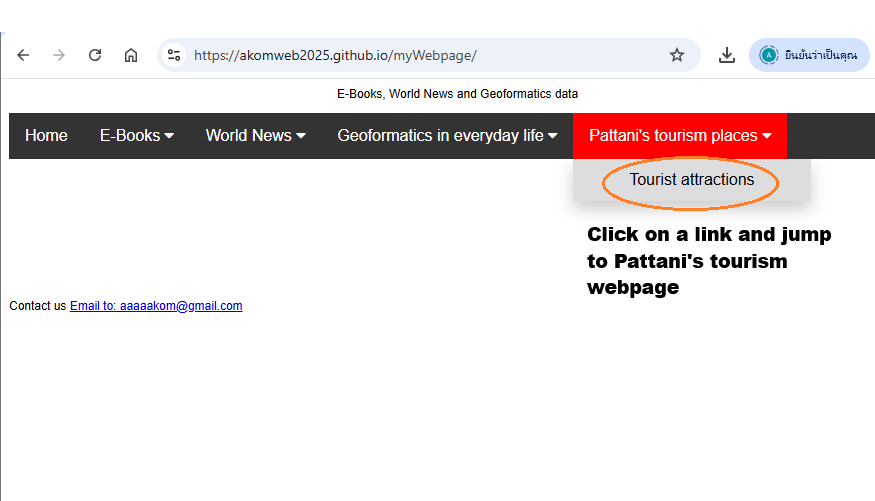 https://akomweb2025.github.io/myWebpage/
A
ยืนยันว่าเป็นคุณ
E-Books, World News and Geoformatics data
Home E-Books World News Geoformatics in everyday life Pattani's tourism places
Tourist attractions
Click on a link and jump
to Pattani's tourism
webpage
Contact us Email to: aaaaakom@gmail.com